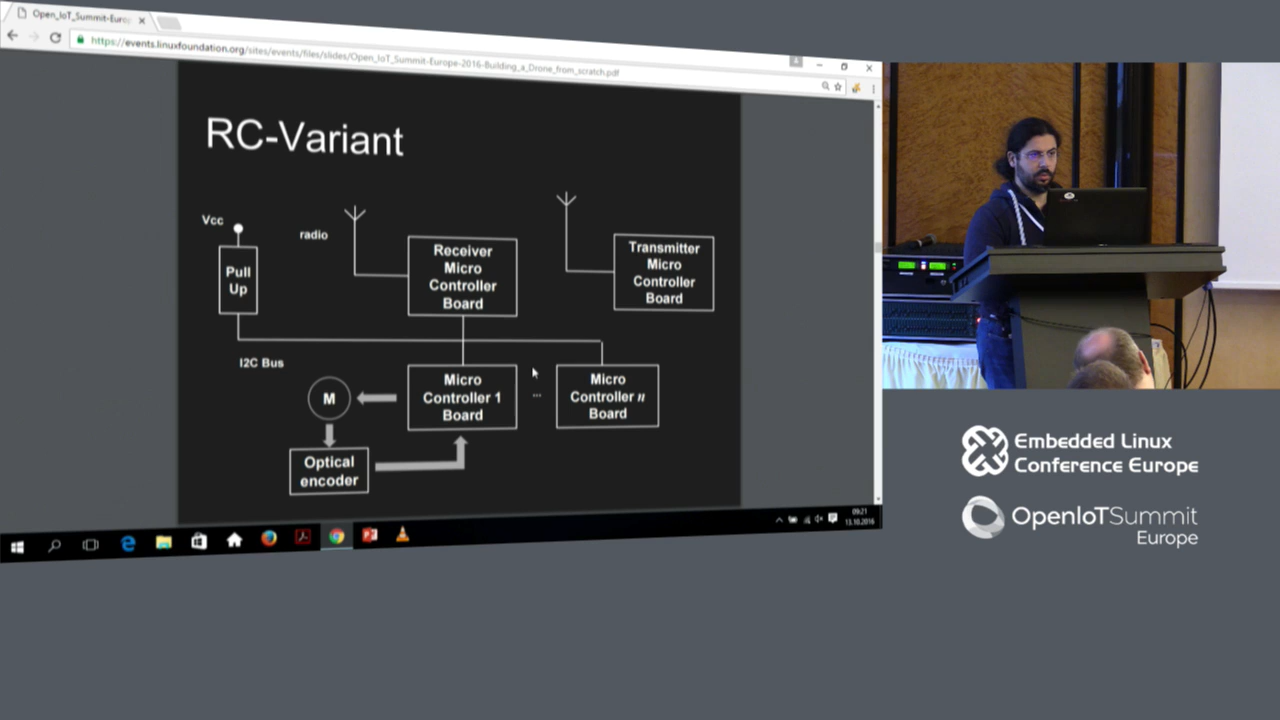 Open_IoT_Summit-Euro
https://events.linuxfoundation.org/sites/events/files/slides/Open_IoT_Summit-Europe-2016-Building_a_Drone_from_scratch.pdf
RC-Variant
Vcc
radio
Pull
Up
Receiver
Micro
Controller
Board
Transmitter
Micro
Controller
Board
I2C Bus
M
Micro
Controller 1
Board
...
Micro
Controller n
Board
Optical
encoder
09:21
13.10.2016
Embedded Linux
Conference Europe
OpenIoTSummit
Europe